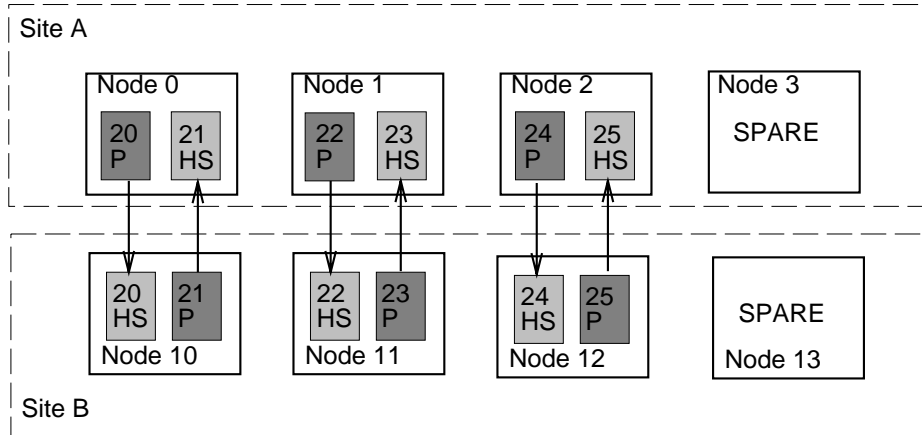 Site A
Node 0
Node 1
Node 2
Node 3
20
P
21
HS
22
P
23
HS
24
P
25
HS
SPARE
20
HS
21
P
22
HS
23
P
24
HS
25
P
SPARE
Node 10
Node 11
Node 12
Node 13
Site B